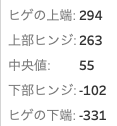 ヒゲの上端: 294
上部ヒンジ: 263
中央値: 55
下部ヒンジ: -102
ヒゲの下端: -331